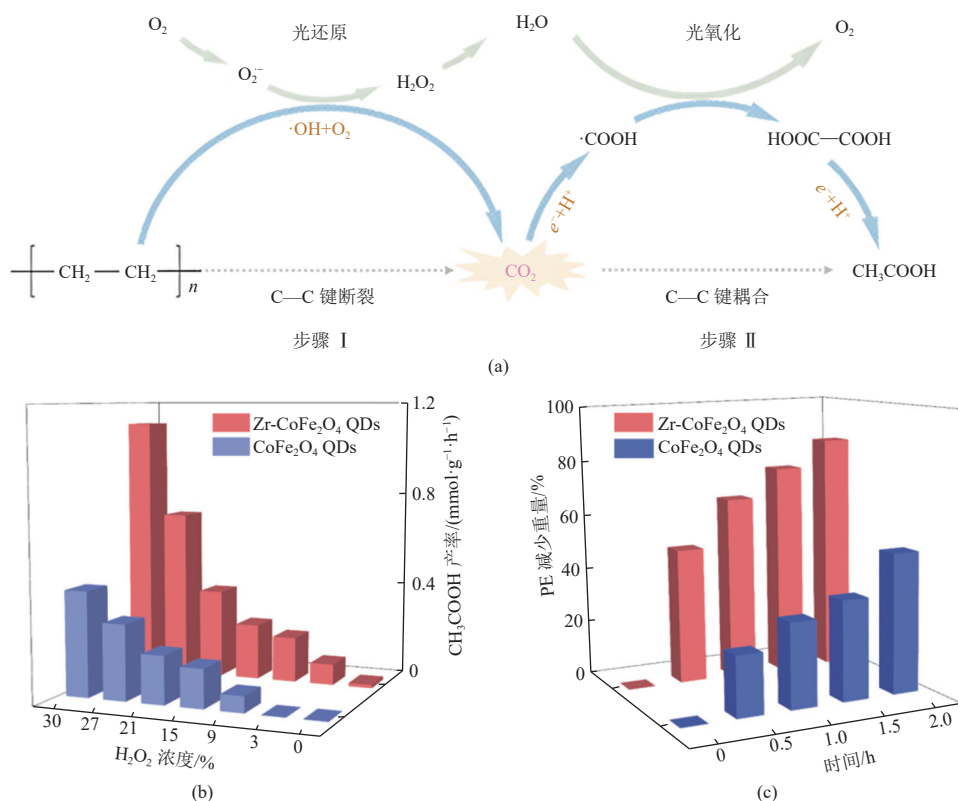 O₂ 光还原 H₂O 光氧化 O₂
O₂·⁻ H₂O₂
·OH+O₂ ·COOH HOOC—COOH
e⁻+H⁺ e⁻+H⁺
CH₂ CH₂ n CO₂ CH₃COOH
C—C 键断裂 C—C 键耦合
步骤 Ⅰ 步骤 Ⅱ
(a)
Zr-CoFe₂O₄ QDs
CoFe₂O₄ QDs
1.2
0.8
0.4
0
CH₃COOH 产率/(mmol·g⁻¹·h⁻¹)
30 27 21 15 9 3 0
H₂O₂ 浓度/%
(b)
Zr-CoFe₂O₄ QDs
CoFe₂O₄ QDs
100
80
60
40
20
0
PE 减少重量/%
0 0.5 1.0 1.5 2.0
时间/h
(c)